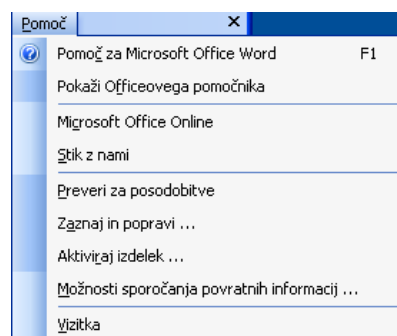 Pomoč
Pomoč za Microsoft Office Word F1
Pokaži Officeovega pomočnika
Microsoft Office Online
Stik z nami
Preveri za posodobitve
Zaznaj in popravi ...
Aktiviraj izdelek ...
Možnosti sporočanja povratnih informacij ...
Vizitka